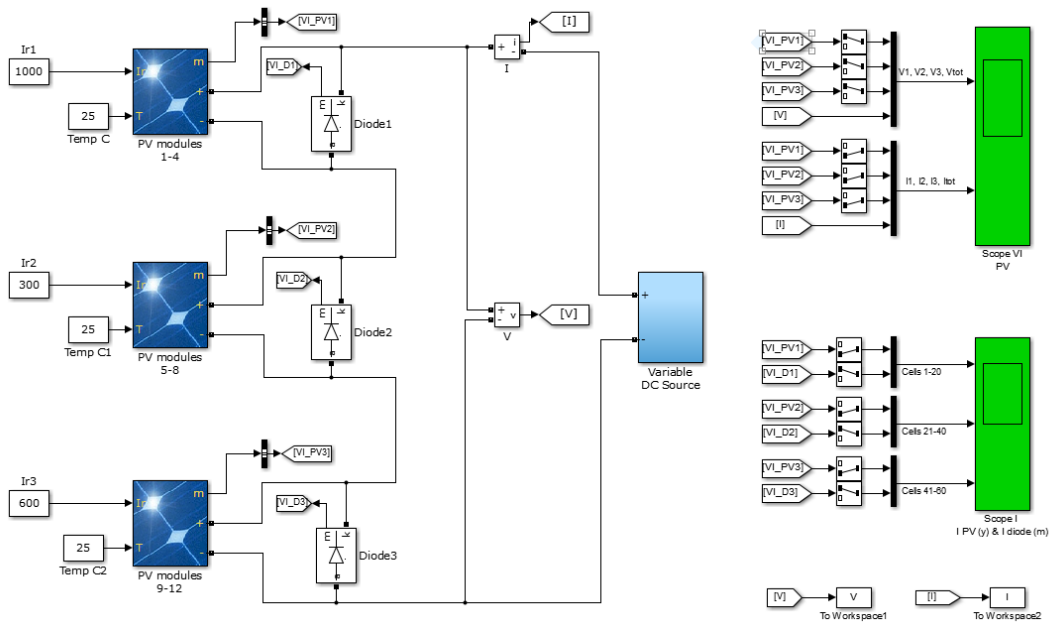 Ir1
1000
25
Temp C
Ir
T
m
+
-
PV modules
1-4
[VI_PV1]
[VI_D1]
m
k
a
Diode1
+
-
i
I
[I]
Ir2
300
25
Temp C1
Ir
T
m
+
-
PV modules
5-8
[VI_PV2]
[VI_D2]
m
k
a
Diode2
+
-
v
V
[V]
+
-
Variable
DC Source
Ir3
600
25
Temp C2
Ir
T
m
+
-
PV modules
9-12
[VI_PV3]
[VI_D3]
m
k
a
Diode3
[VI_PV1]
[VI_PV2]
[VI_PV3]
[V]
V1, V2, V3, Vtot
[VI_PV1]
[VI_PV2]
[VI_PV3]
[I]
I1, I2, I3, Itot
Scope VI
PV
[VI_PV1]
[VI_D1]
Cells 1-20
[VI_PV2]
[VI_D2]
Cells 21-40
[VI_PV3]
[VI_D3]
Cells 41-60
Scope I
I PV (y) & I diode (m)
[V]
V
To Workspace1
[I]
I
To Workspace2